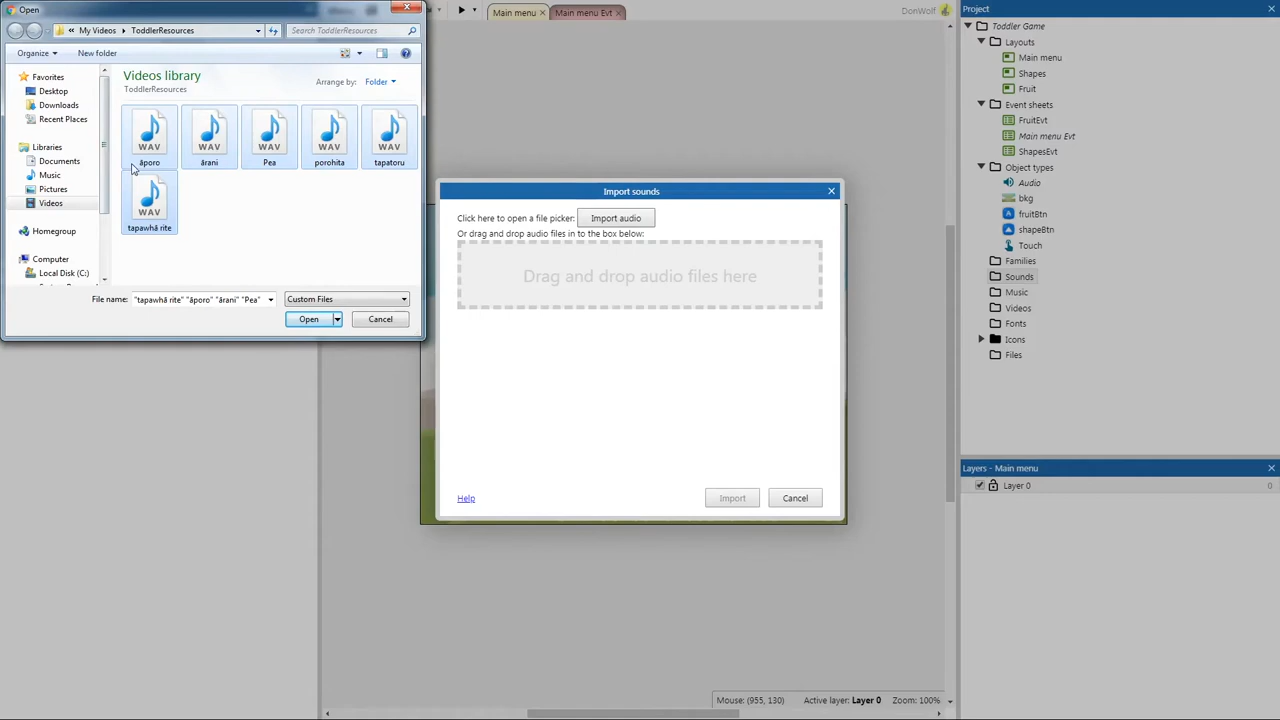 Open
« My Videos ▸ ToddlerResources
Search ToddlerResources
Organize
New folder
Favorites
Desktop
Downloads
Recent Places
Libraries
Documents
Music
Pictures
Videos
Homegroup
Computer
Local Disk (C:)
Videos library
ToddlerResources
Arrange by: Folder
WAV WAV WAV WAV WAV
āporo ārani Pea porohita tapatoru
WAV
tapawhā rite
File name: "tapawhā rite" "āporo" "ārani" "Pea"
Custom Files
Open
Cancel
Main menu
Main menu Evt
DonWolf
Import sounds
Click here to open a file picker: Import audio
Or drag and drop audio files in to the box below:
Drag and drop audio files here
Help
Import
Cancel
Mouse: (955, 130) Active layer: Layer 0 Zoom: 100%
Project
Toddler Game
Layouts
Main menu
Shapes
Fruit
Event sheets
FruitEvt
Main menu Evt
ShapesEvt
Object types
Audio
bkg
fruitBtn
shapeBtn
Touch
Families
Sounds
Music
Videos
Fonts
Icons
Files
Layers - Main menu
Layer 0
0